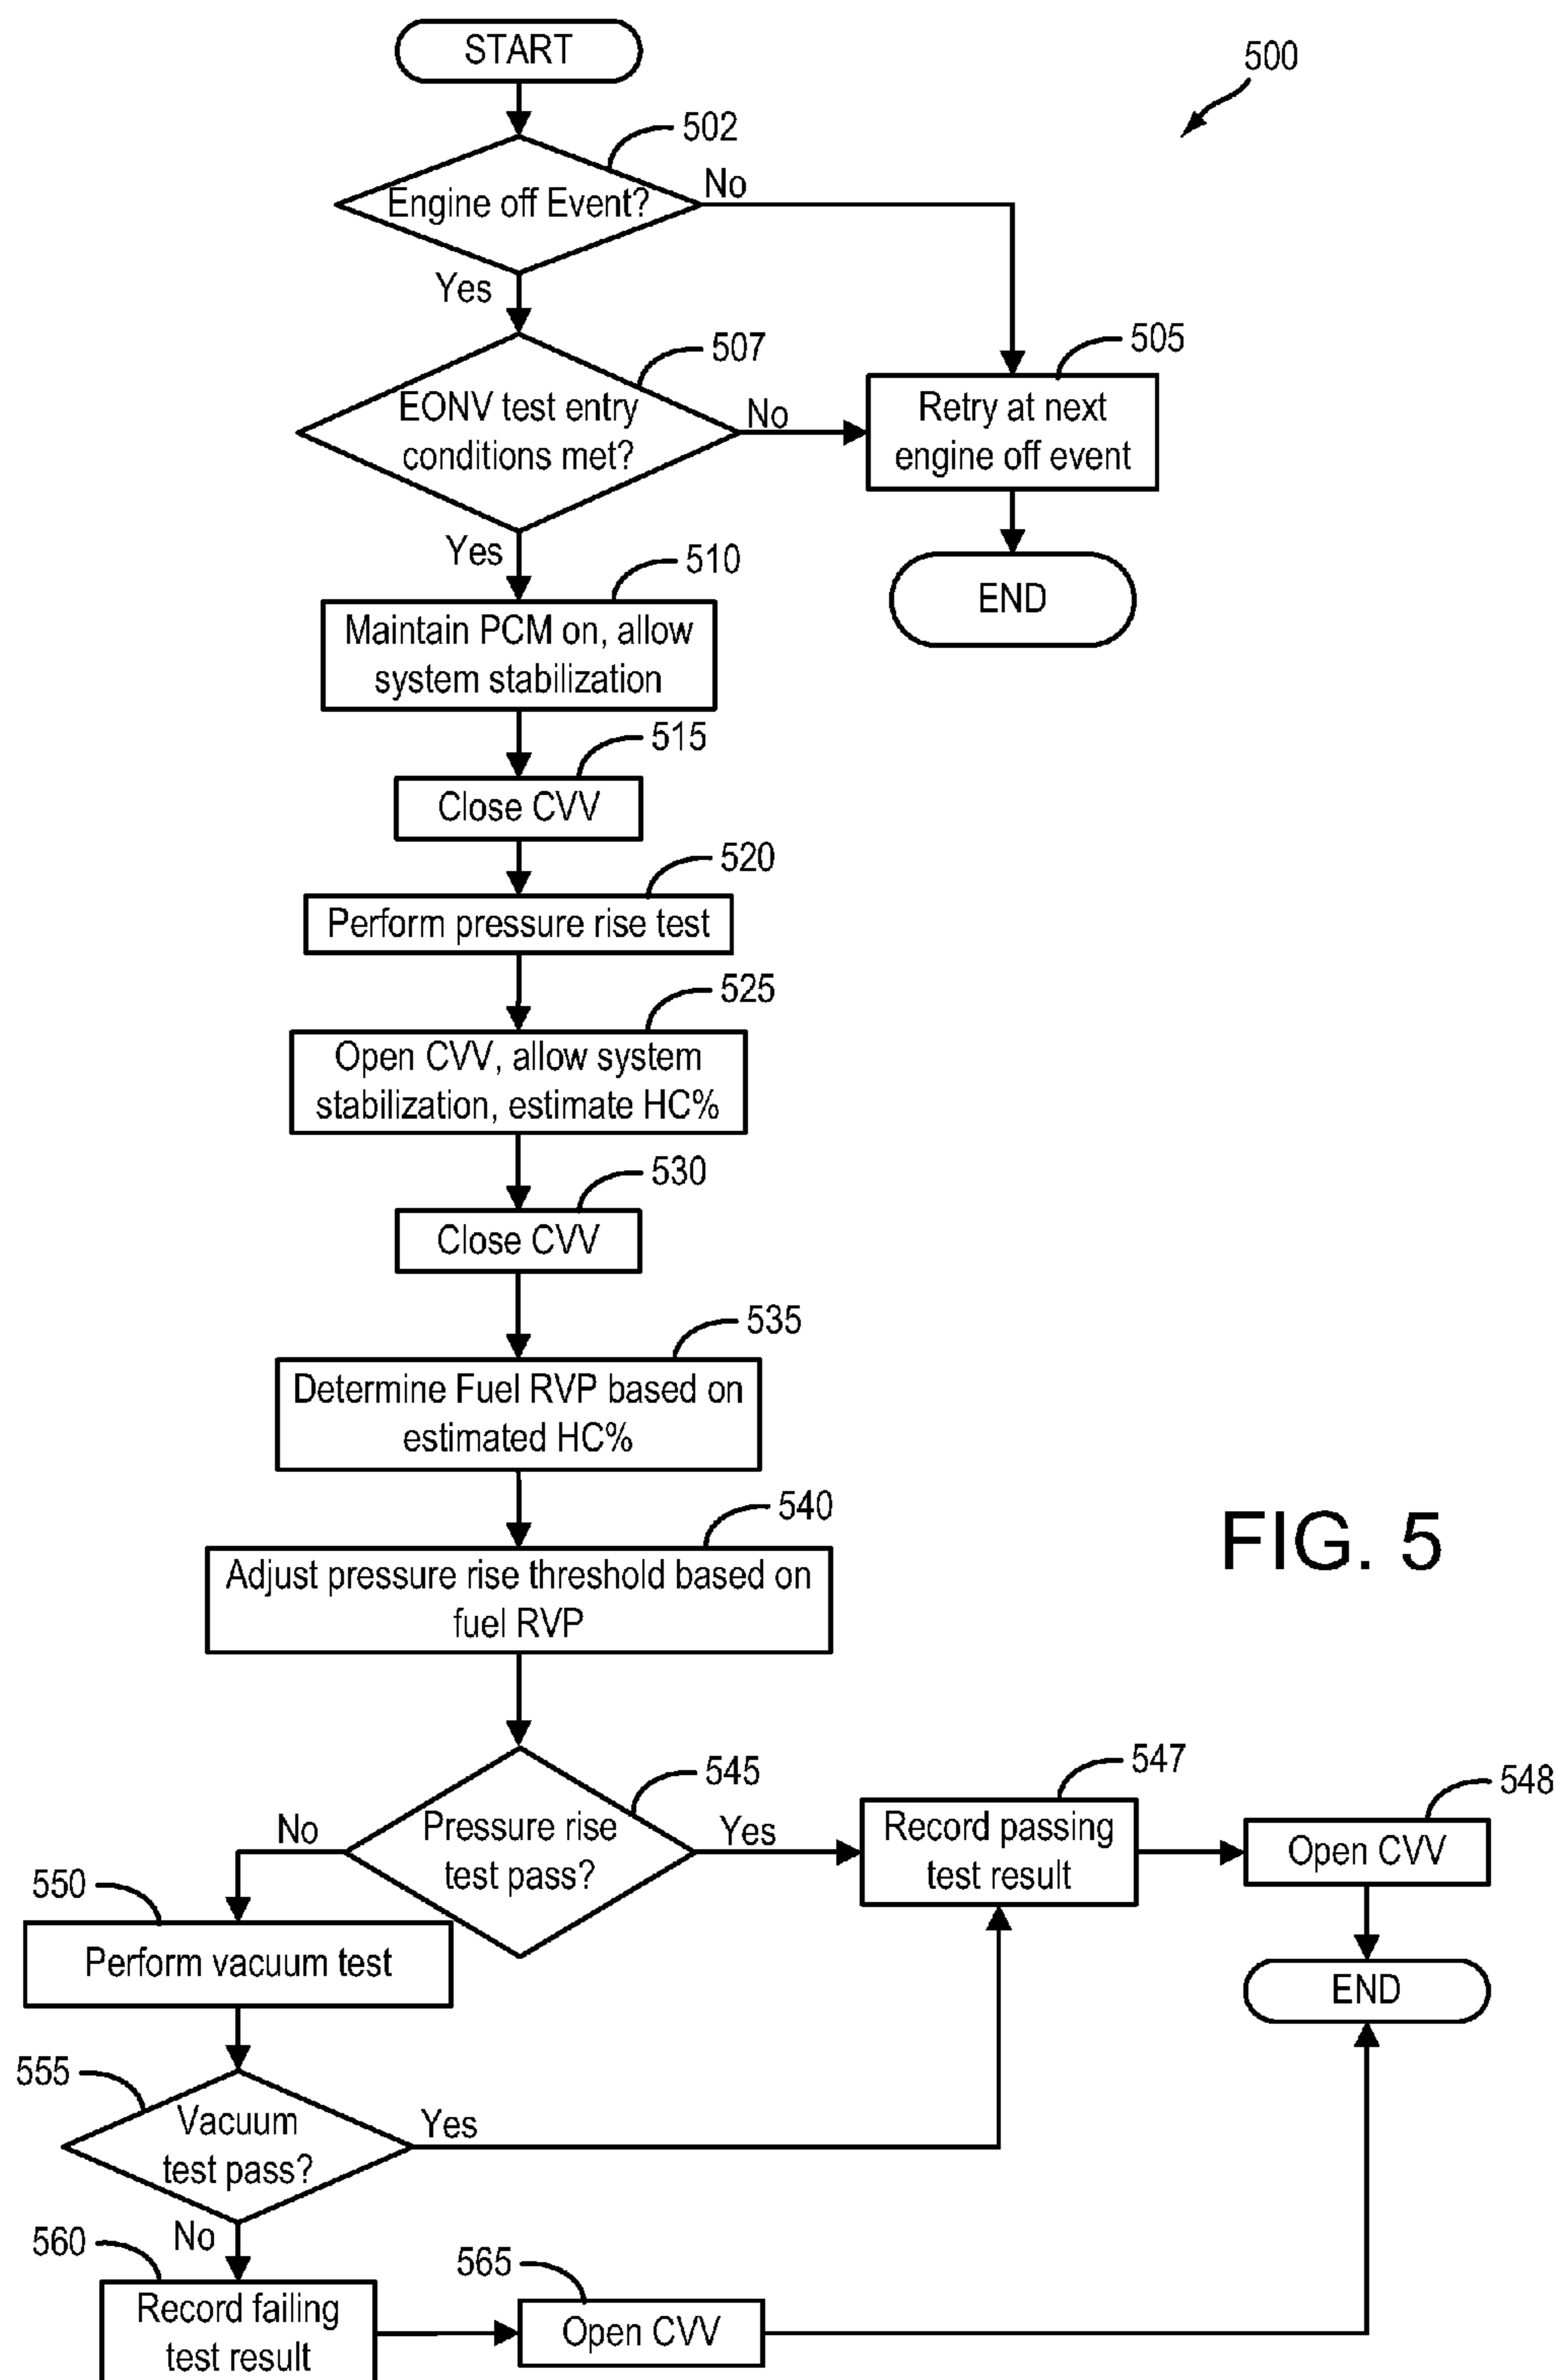 START
500
502
Engine off Event?
No
Yes
507
EONV test entry
conditions met?
No
505
Retry at next
engine off event
Yes
END
510
Maintain PCM on, allow
system stabilization
515
Close CVV
520
Perform pressure rise test
525
Open CVV, allow system
stabilization, estimate HC%
530
Close CVV
535
Determine Fuel RVP based on
estimated HC%
540
Adjust pressure rise threshold based on
fuel RVP
FIG. 5
545
Pressure rise
test pass?
No
Yes
547
Record passing
test result
548
Open CVV
END
550
Perform vacuum test
555
Vacuum
test pass?
Yes
No
560
Record failing
test result
565
Open CVV